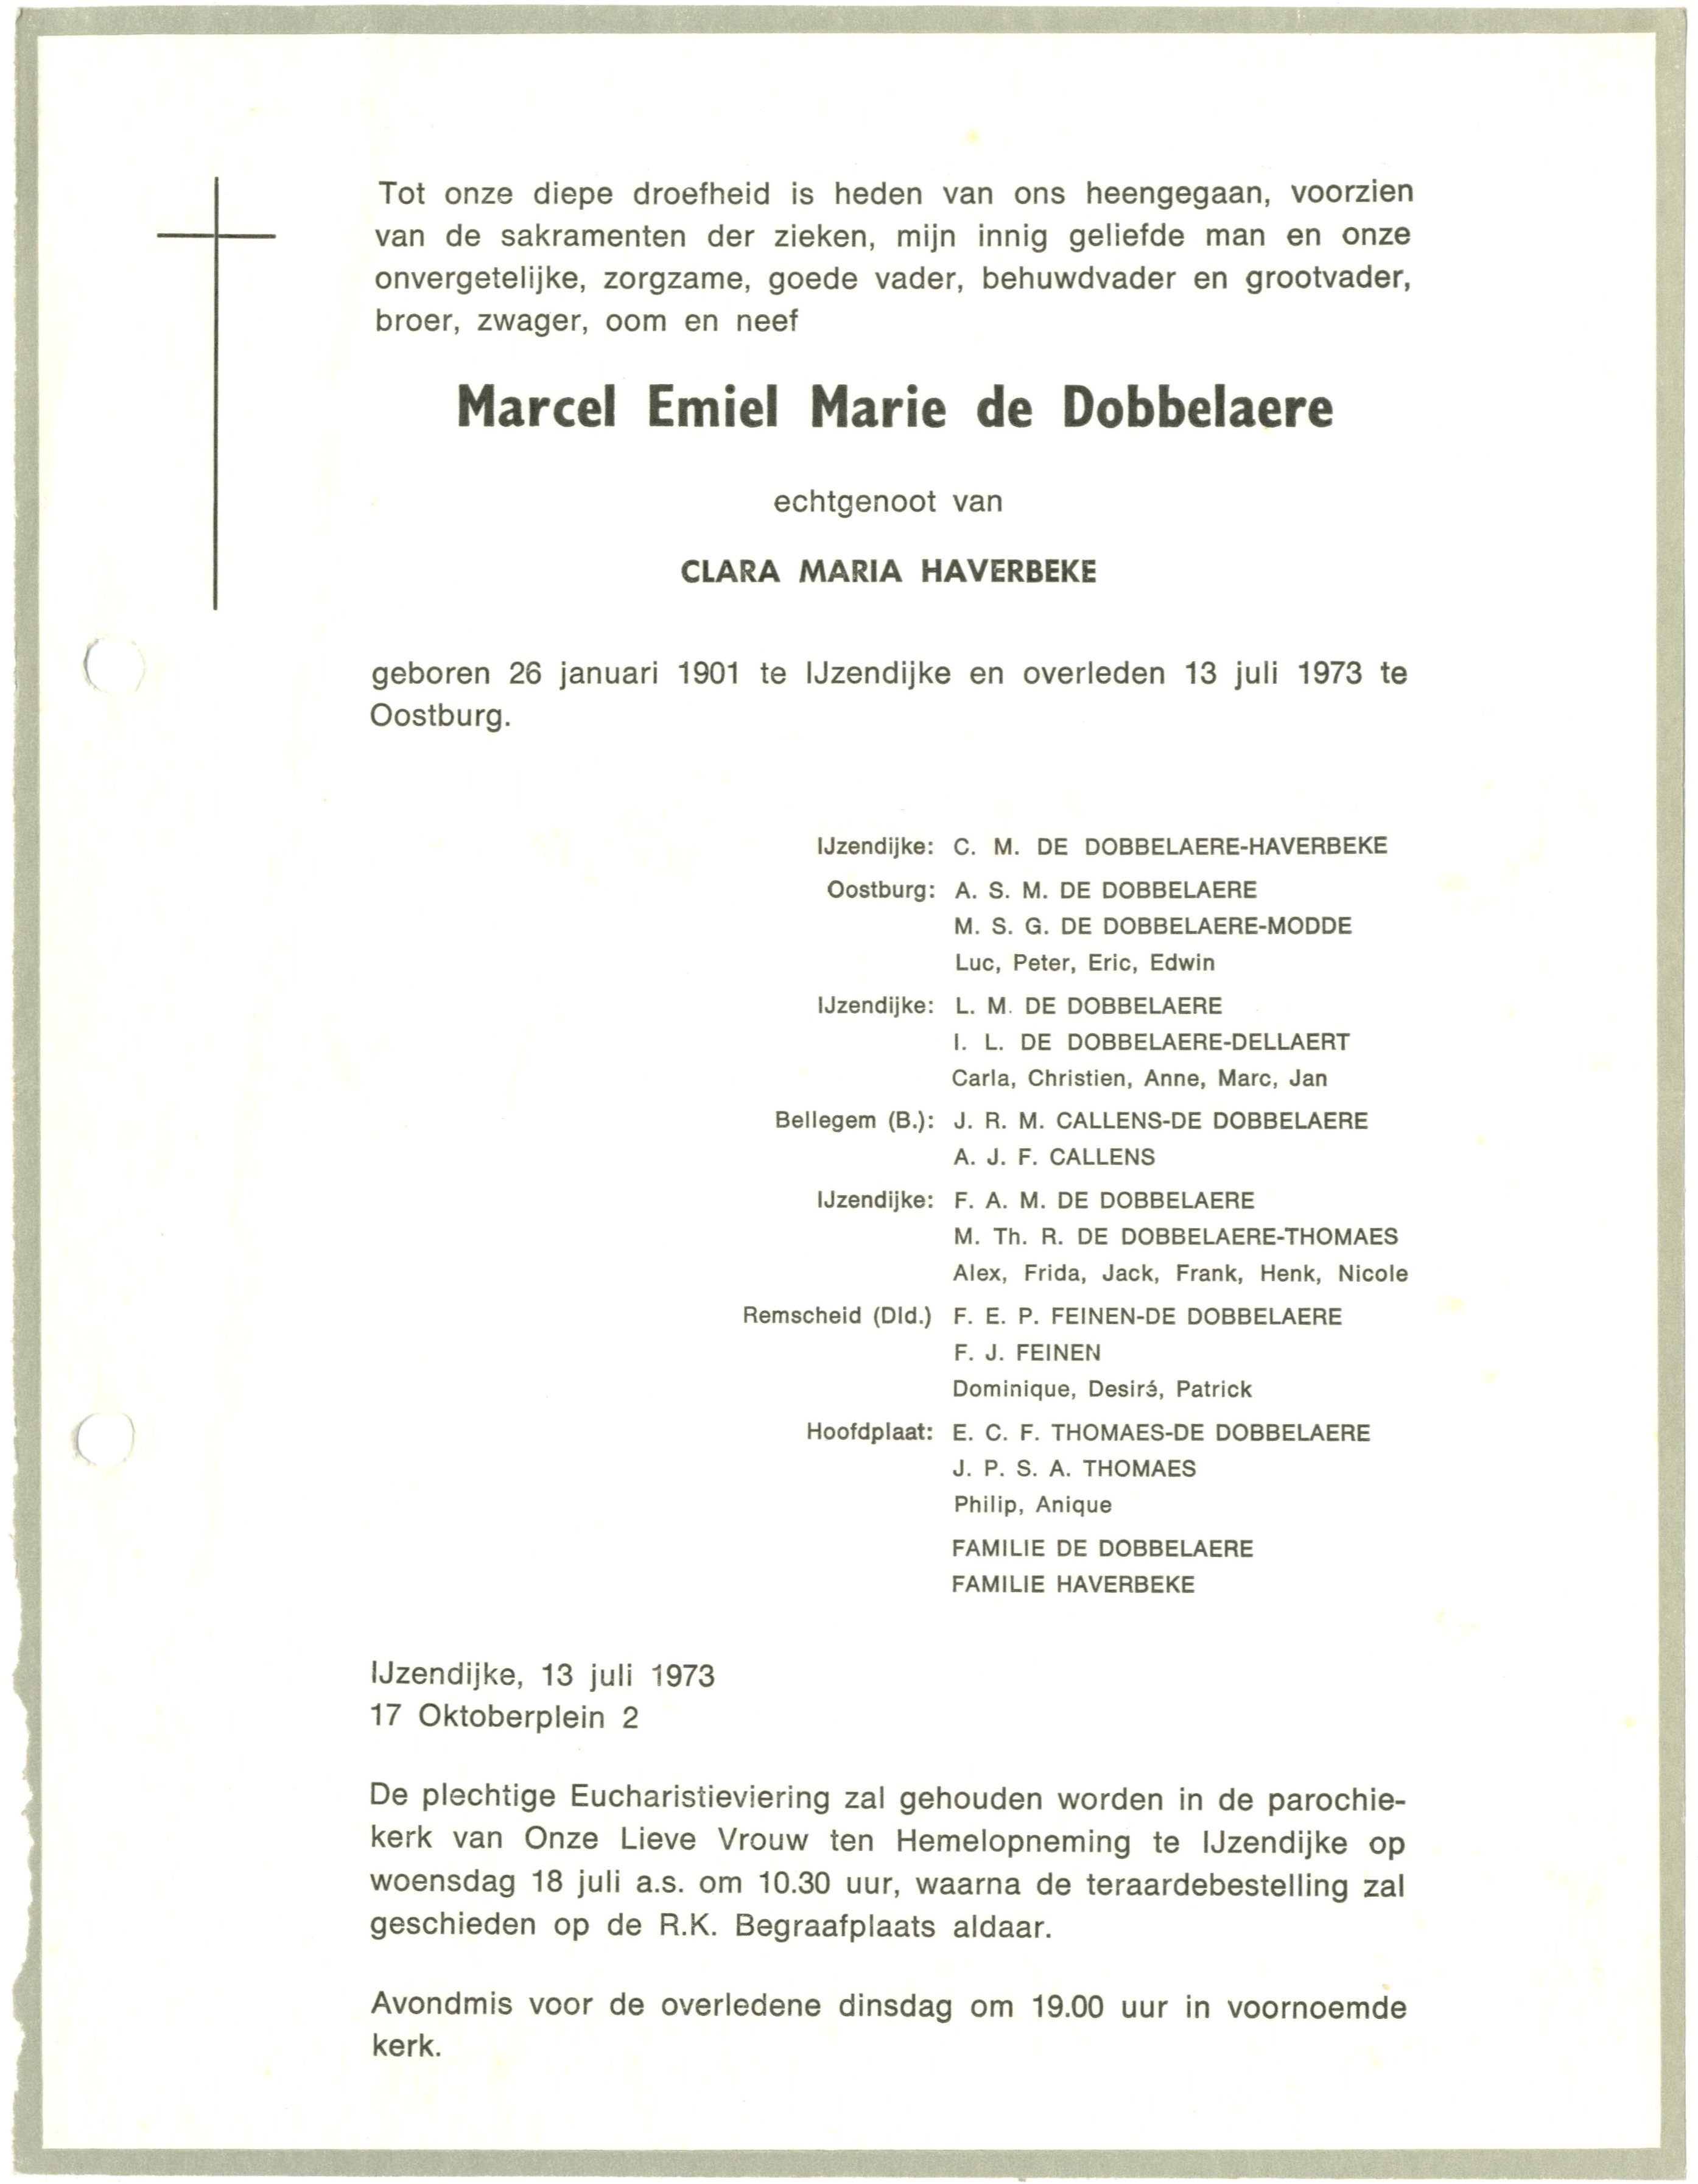 Tot onze diepe droefheid is heden van ons heengegaan, voorzien
van de sakramenten der zieken, mijn innig geliefde man en onze
onvergetelijke, zorgzame, goede vader, behuwdvader en grootvader,
broer, zwager, oom en neef
Marcel Emiel Marie de Dobbelaere
echtgenoot van
CLARA MARIA HAVERBEKE
geboren 26 januari 1901 te IJzendijke en overleden 13 juli 1973 te
Oostburg.
IJzendijke: C. M. DE DOBBELAERE-HAVERBEKE
Oostburg: A. S. M. DE DOBBELAERE
M. S. G. DE DOBBELAERE-MODDE
Luc, Peter, Eric, Edwin
IJzendijke: L. M. DE DOBBELAERE
I. L. DE DOBBELAERE-DELLAERT
Carla, Christien, Anne, Marc, Jan
Bellegem (B.): J. R. M. CALLENS-DE DOBBELAERE
A. J. F. CALLENS
IJzendijke: F. A. M. DE DOBBELAERE
M. Th. R. DE DOBBELAERE-THOMAES
Alex, Frida, Jack, Frank, Henk, Nicole
Remscheid (Dld.) F. E. P. FEINEN-DE DOBBELAERE
F. J. FEINEN
Dominique, Desiré, Patrick
Hoofdplaat: E. C. F. THOMAES-DE DOBBELAERE
J. P. S. A. THOMAES
Philip, Anique
FAMILIE DE DOBBELAERE
FAMILIE HAVERBEKE
IJzendijke, 13 juli 1973
17 Oktoberplein 2
De plechtige Eucharistieviering zal gehouden worden in de parochie-
kerk van Onze Lieve Vrouw ten Hemelopneming te IJzendijke op
woensdag 18 juli a.s. om 10.30 uur, waarna de teraardebestelling zal
geschieden op de R.K. Begraafplaats aldaar.
Avondmis voor de overledene dinsdag om 19.00 uur in voornoemde
kerk.